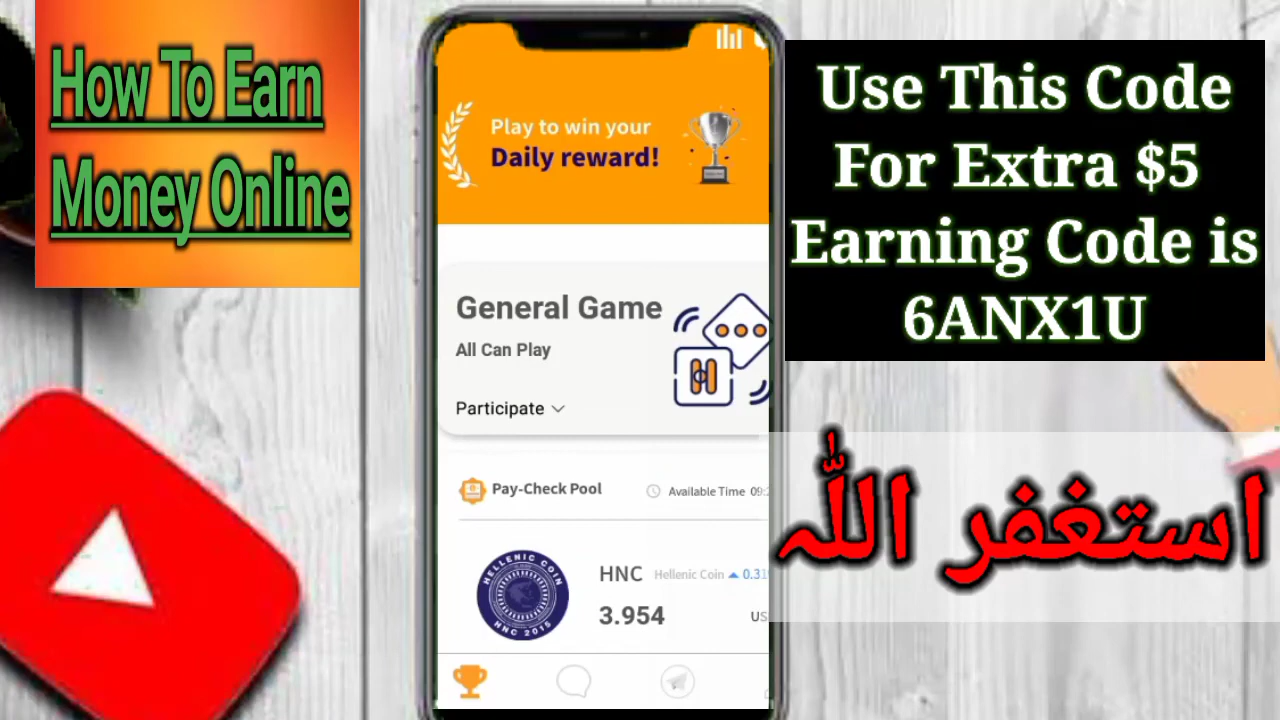 How To Earn
Money Online
Play to win your
Daily reward!
General Game
All Can Play
Participate
Pay-Check Pool
Available Time
HNC Hellenic Coin
3.954
HELLENIC COIN
HNC 2015
Use This Code
For Extra $5
Earning Code is
6ANX1U
استغفر اللہ